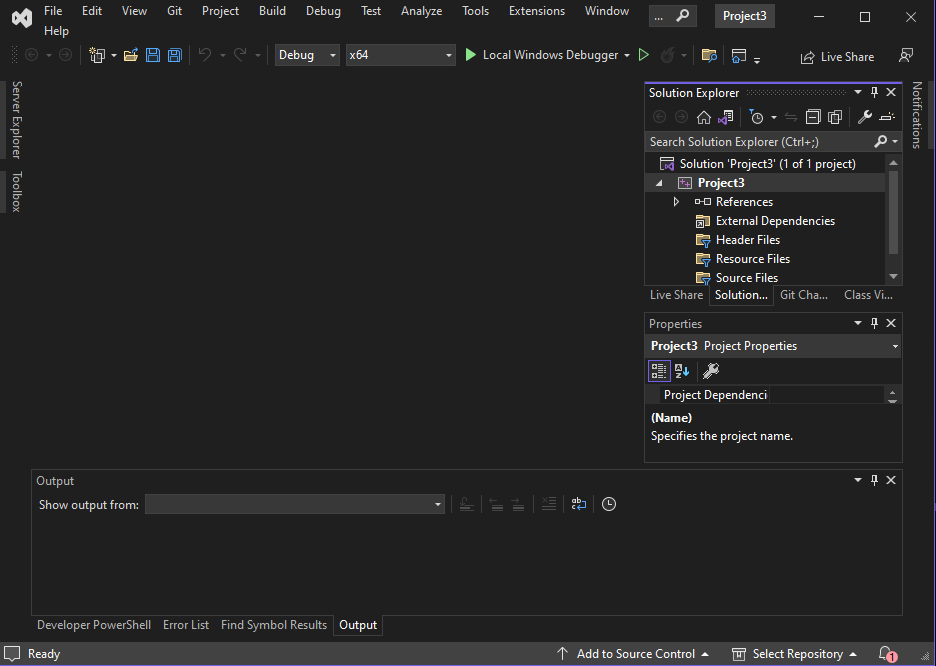 File Edit View Git Project Build Debug Test Analyze Tools Extensions Window ... Project3
Help
Debug x64 Local Windows Debugger Live Share
Server Explorer
Toolbox
Notifications
Solution Explorer
Search Solution Explorer (Ctrl+;)
Solution 'Project3' (1 of 1 project)
Project3
References
External Dependencies
Header Files
Resource Files
Source Files
Live Share Solution... Git Cha... Class Vi...
Properties
Project3 Project Properties
Project Dependenci
(Name)
Specifies the project name.
Output
Show output from:
Developer PowerShell Error List Find Symbol Results Output
Ready Add to Source Control Select Repository 1